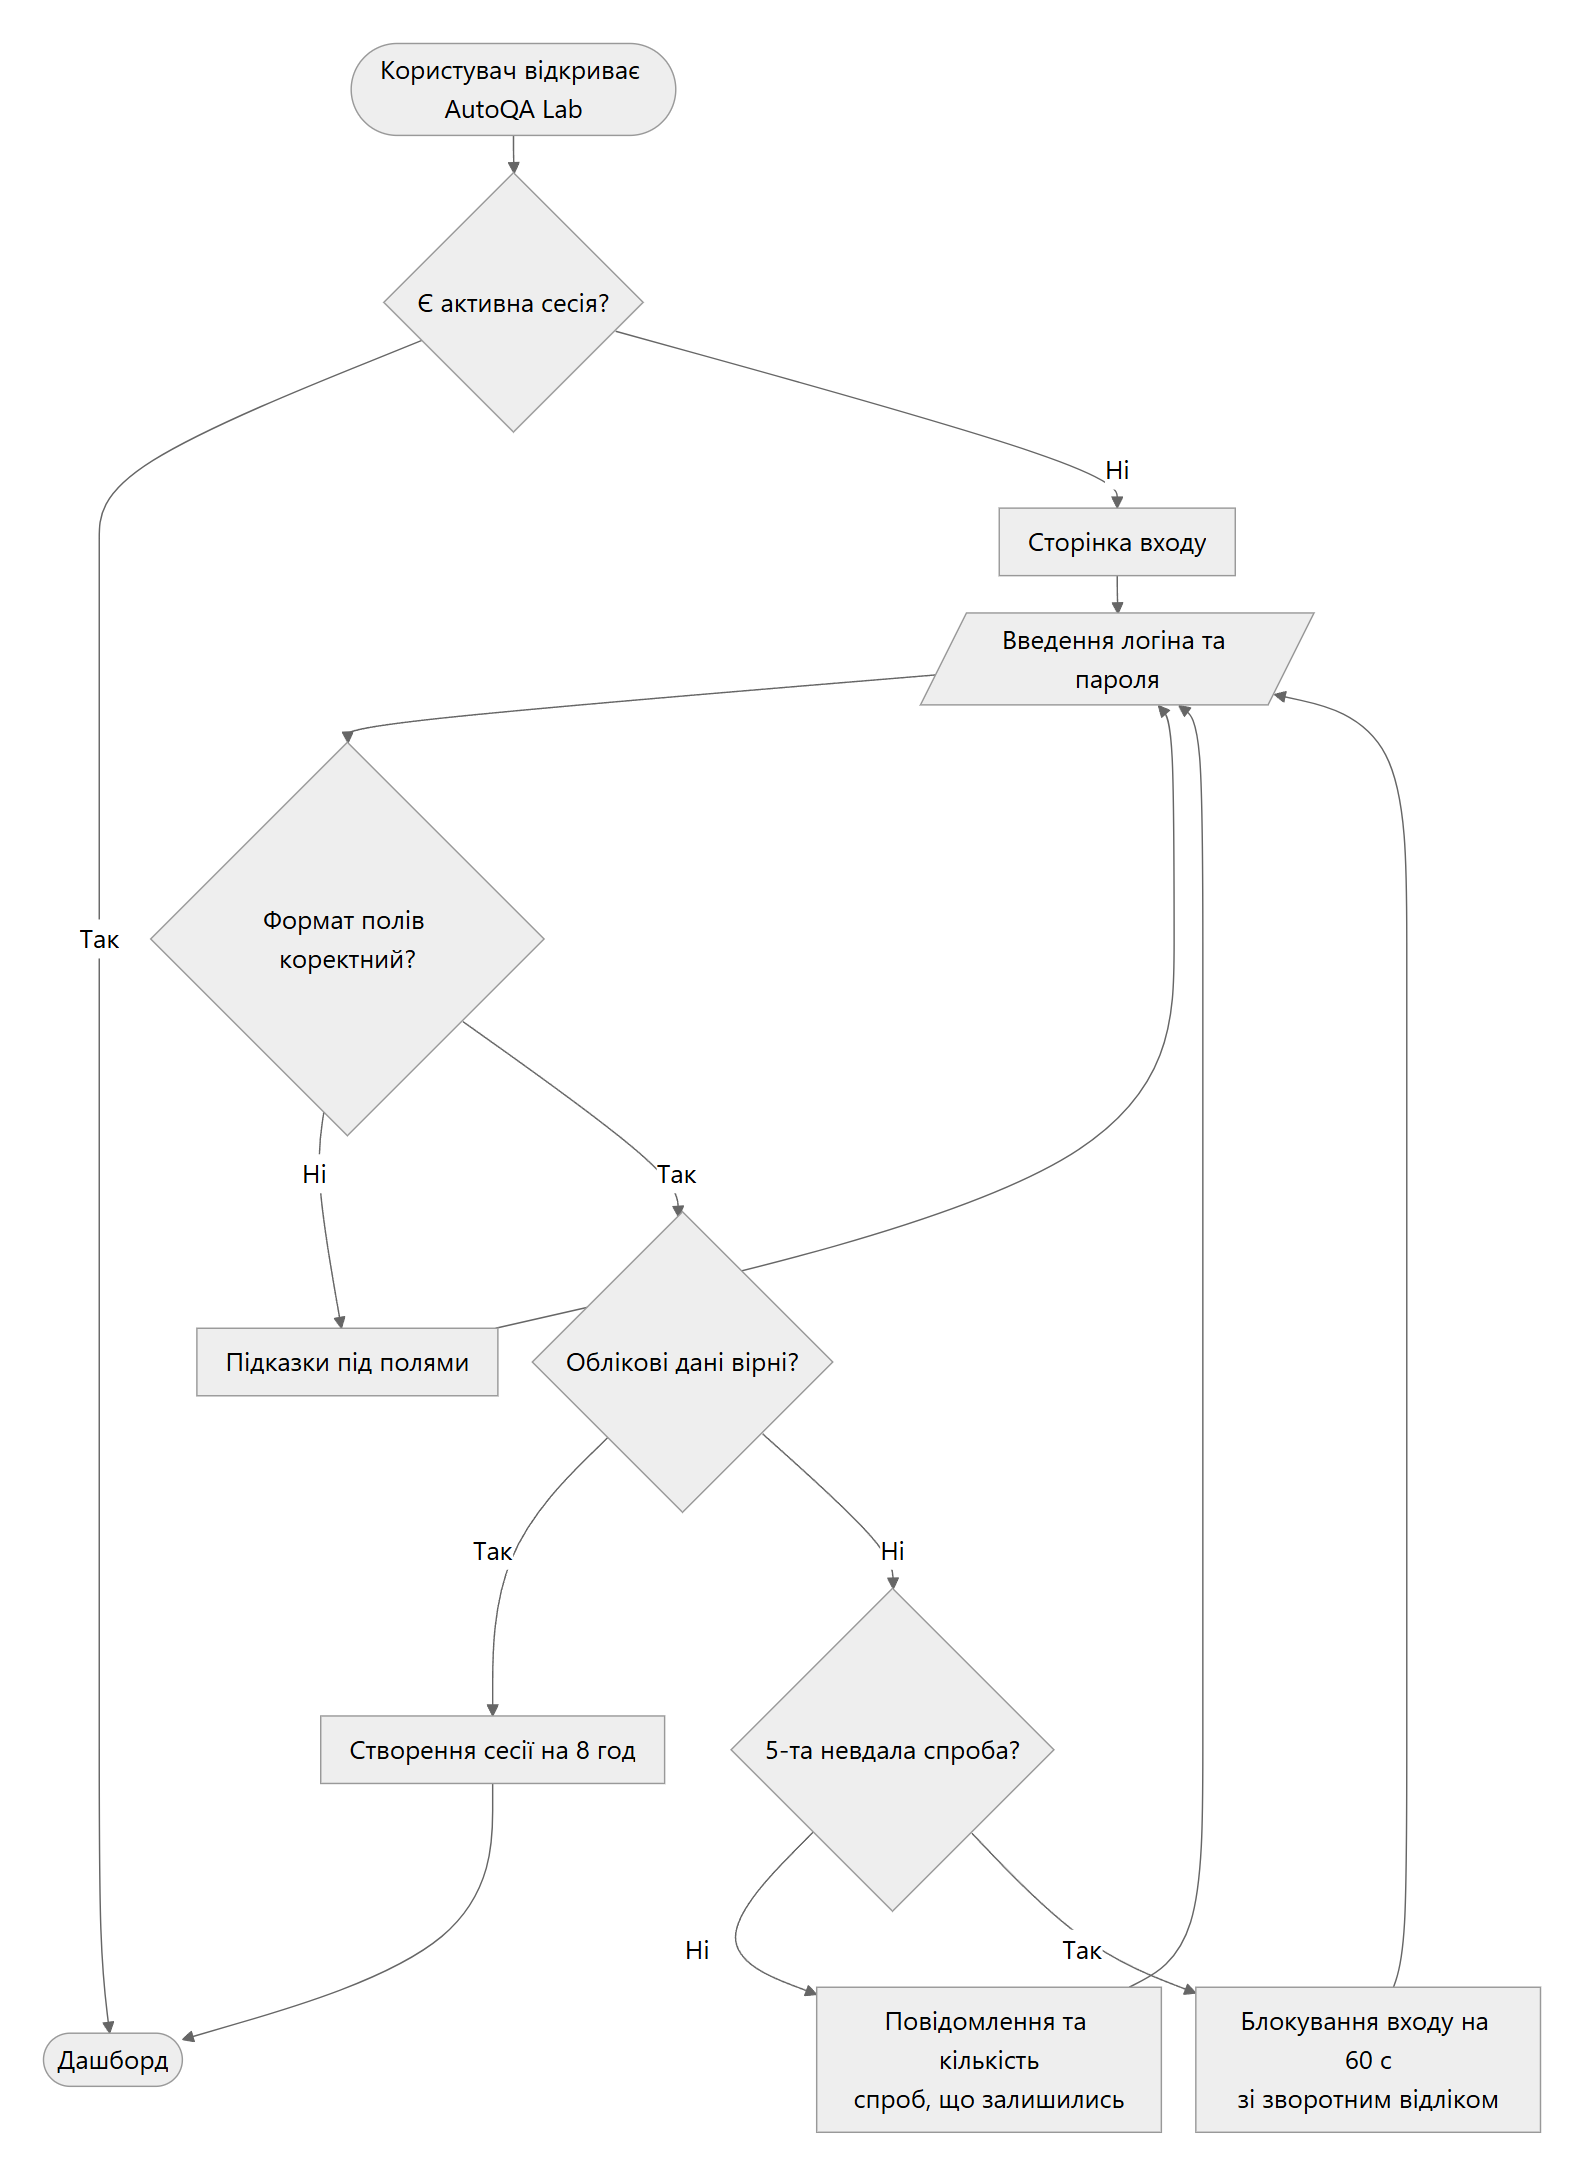 Користувач відкриває
AutoQA Lab
Є активна сесія?
Ні
Сторінка входу
Введення логіна та
пароля
Формат полів
коректний?
Так
Ні
Так
Підказки під полями
Облікові дані вірні?
Так
Ні
Створення сесії на 8 год
5-та невдала спроба?
Ні
Так
Дашборд
Повідомлення та
кількість
спроб, що залишились
Блокування входу на
60 с
зі зворотним відліком